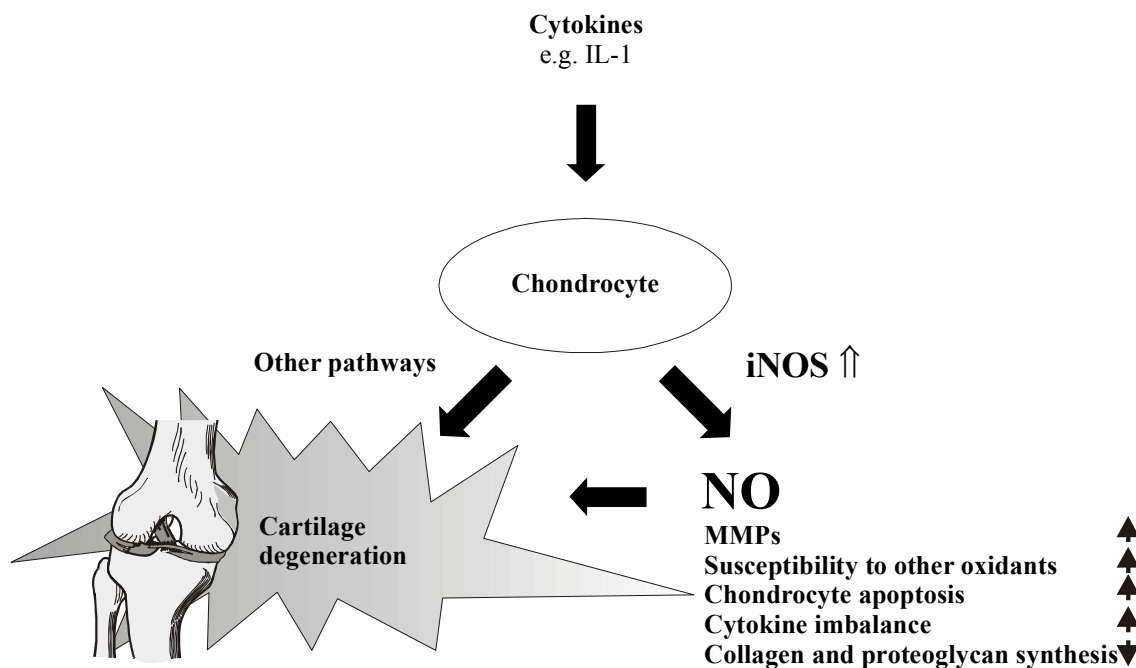 Cytokines
e.g. IL-1
Chondrocyte
Other pathways
iNOS ⇑
NO
Cartilage
degeneration
MMPs
Susceptibility to other oxidants
Chondrocyte apoptosis
Cytokine imbalance
Collagen and proteoglycan synthesis